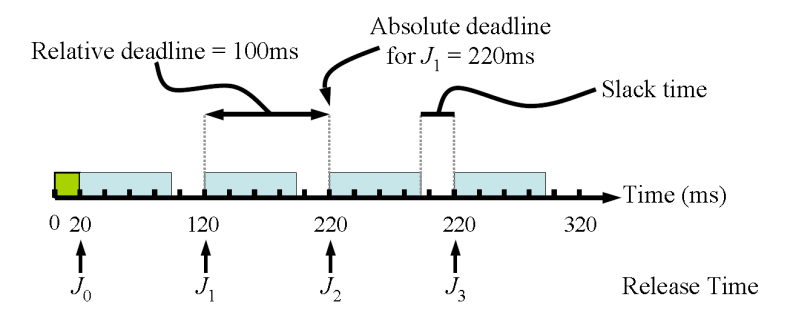 Absolute deadline
for J1 = 220ms
Relative deadline = 100ms
Slack time
Time (ms)
0 20 120 220 220 320
J0 J1 J2 J3 Release Time